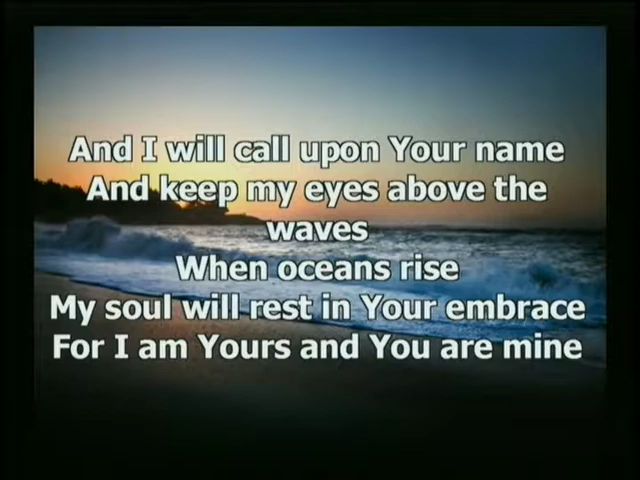 And I will call upon Your name
And keep my eyes above the
waves
When oceans rise
My soul will rest in Your embrace
For I am Yours and You are mine